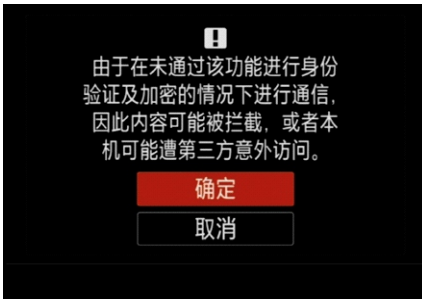 由于在未通过该功能进行身份
验证及加密的情况下进行通信，
因此内容可能被拦截，或者本
机可能遭第三方意外访问。
确定
取消